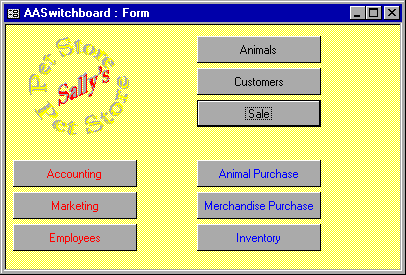 AASwitchboard : Form
Pet Store
Sally's
Pet Store
Animals
Customers
Sale
Accounting
Marketing
Employees
Animal Purchase
Merchandise Purchase
Inventory